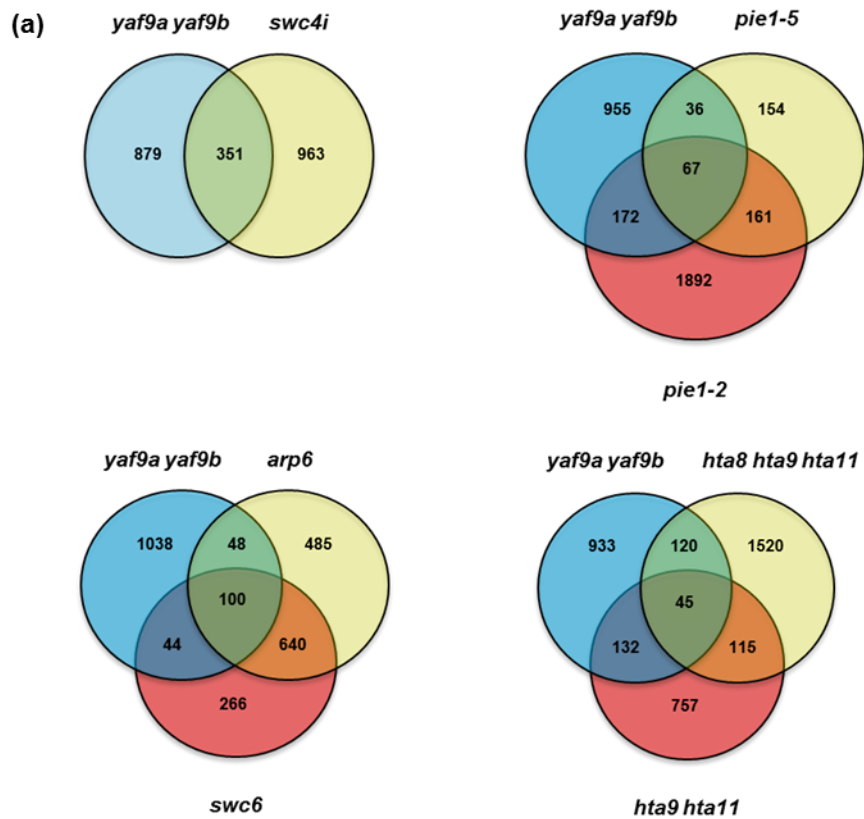 (a)
yaf9a yaf9b swc4i
879 351 963
yaf9a yaf9b pie1-5
955 36 154
67
172 161
1892
pie1-2
yaf9a yaf9b arp6
1038 48 485
100
44 640
266
swc6
yaf9a yaf9b hta8 hta9 hta11
933 120 1520
45
132 115
757
hta9 hta11